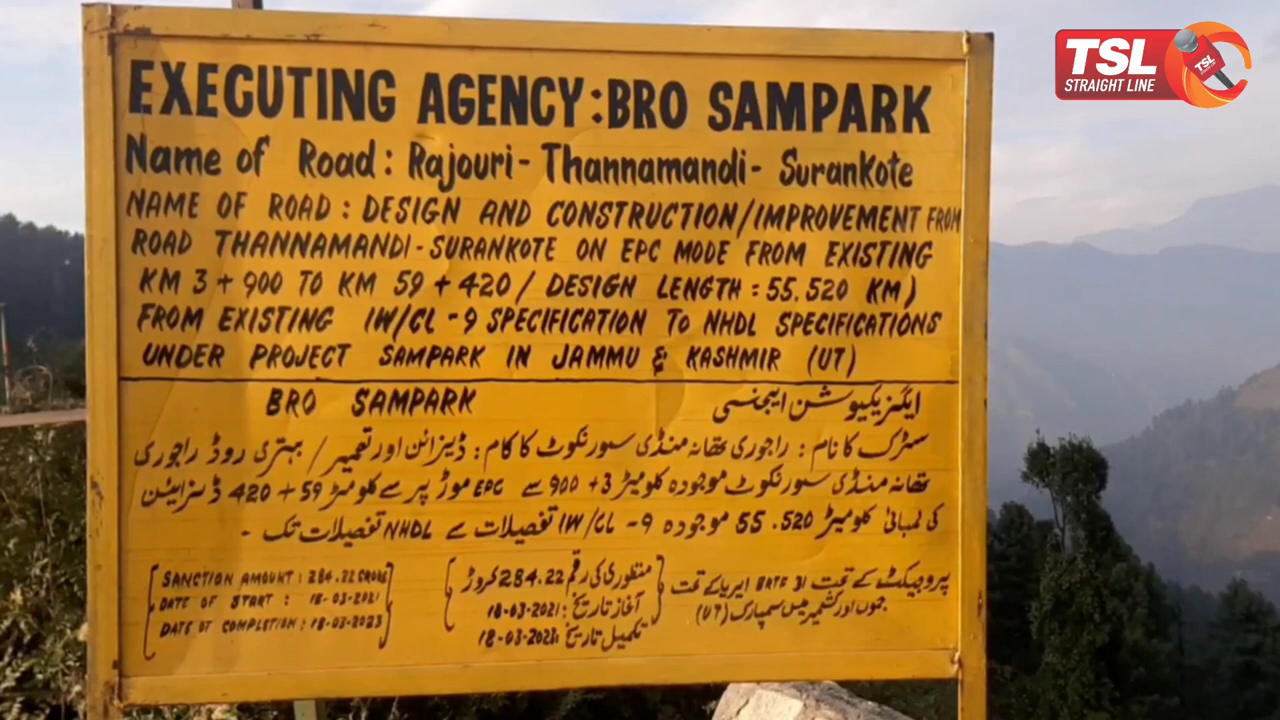 TSL
STRAIGHT LINE
EXECUTING AGENCY:BRO SAMPARK
Name of Road: Rajouri- Thannamandi- Surankote
NAME OF ROAD: DESIGN AND CONSTRUCTION/IMPROVEMENT FROM
ROAD THANNAMANDI-SURANKOTE ON EPC MODE FROM EXISTING
KM 3+900 TO KM 59+420/ DESIGN LENGTH:55.520 KM)
FROM EXISTING IW/CL-9 SPECIFICATION TO NHDL SPECIFICATIONS
UNDER PROJECT SAMPARK IN JAMMU & KASHMIR (UT)
BRO SAMPARK ایگزیکیوشن ایجنسی
سڑک کا نام : راجوری تھانہ منڈی سورنکوٹ کا کام : ڈیزائن اور تعمیر / بہتری روڈ راجوری
تھانہ منڈی سورنکوٹ موجودہ کلومیٹر 3+ 900 سے EPC موڑ پر سے کلومیٹر 59 + 420 ڈیزائن
کی لمبائی کلومیٹر 55.520 موجودہ IW/CL -9 تفصیلات سے NHDL تفصیلات تک -
SANCTION AMOUNT: 284.22 CRORE
DATE OF START : 18-03-2021
DATE OF COMPLETION: 18-03-2023
منظوری کی رقم 284.22 کروڑ
آغاز تاریخ : 18-03-2021
تکمیل تاریخ : 18-03-2023
پروجیکٹ کے تحت 31 ایریا کے تحت
جموں اور کشمیر میں سمپارک (UT)